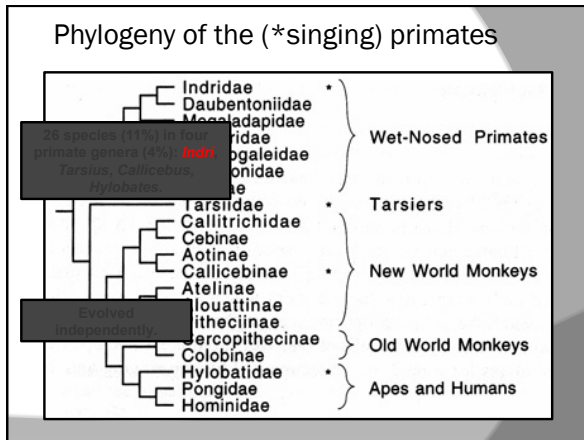 Phylogeny of the (*singing) primates
Indridae *
Daubentoniidae
26 species (11%) in four
primate genera (4%): Indri,
Tarsius, Callicebus,
Hylobates.
Wet-Nosed Primates
Tarsiidae * Tarsiers
Callitrichidae
Cebinae
Aotinae
Callicebinae *
New World Monkeys
Atelinae
Evolved
independently.
Cercopithecinae
Colobinae
Old World Monkeys
Hylobatidae *
Pongidae
Hominidae
Apes and Humans